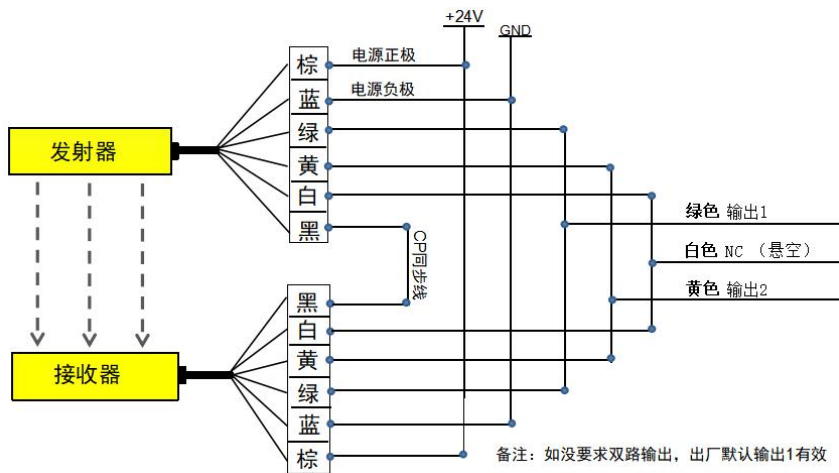 +24V
GND
棕
电源正极
蓝
电源负极
绿
发射器
黄
白
黑
CP同步线
绿色 输出1
白色 NC （悬空）
黄色 输出2
黑
白
接收器
黄
绿
蓝
棕
备注：如没要求双路输出，出厂默认输出1有效